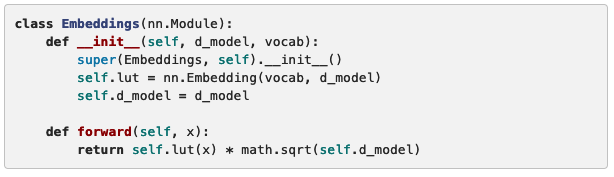 class Embeddings(nn.Module):
    def __init__(self, d_model, vocab):
        super(Embeddings, self).__init__()
        self.lut = nn.Embedding(vocab, d_model)
        self.d_model = d_model

    def forward(self, x):
        return self.lut(x) * math.sqrt(self.d_model)